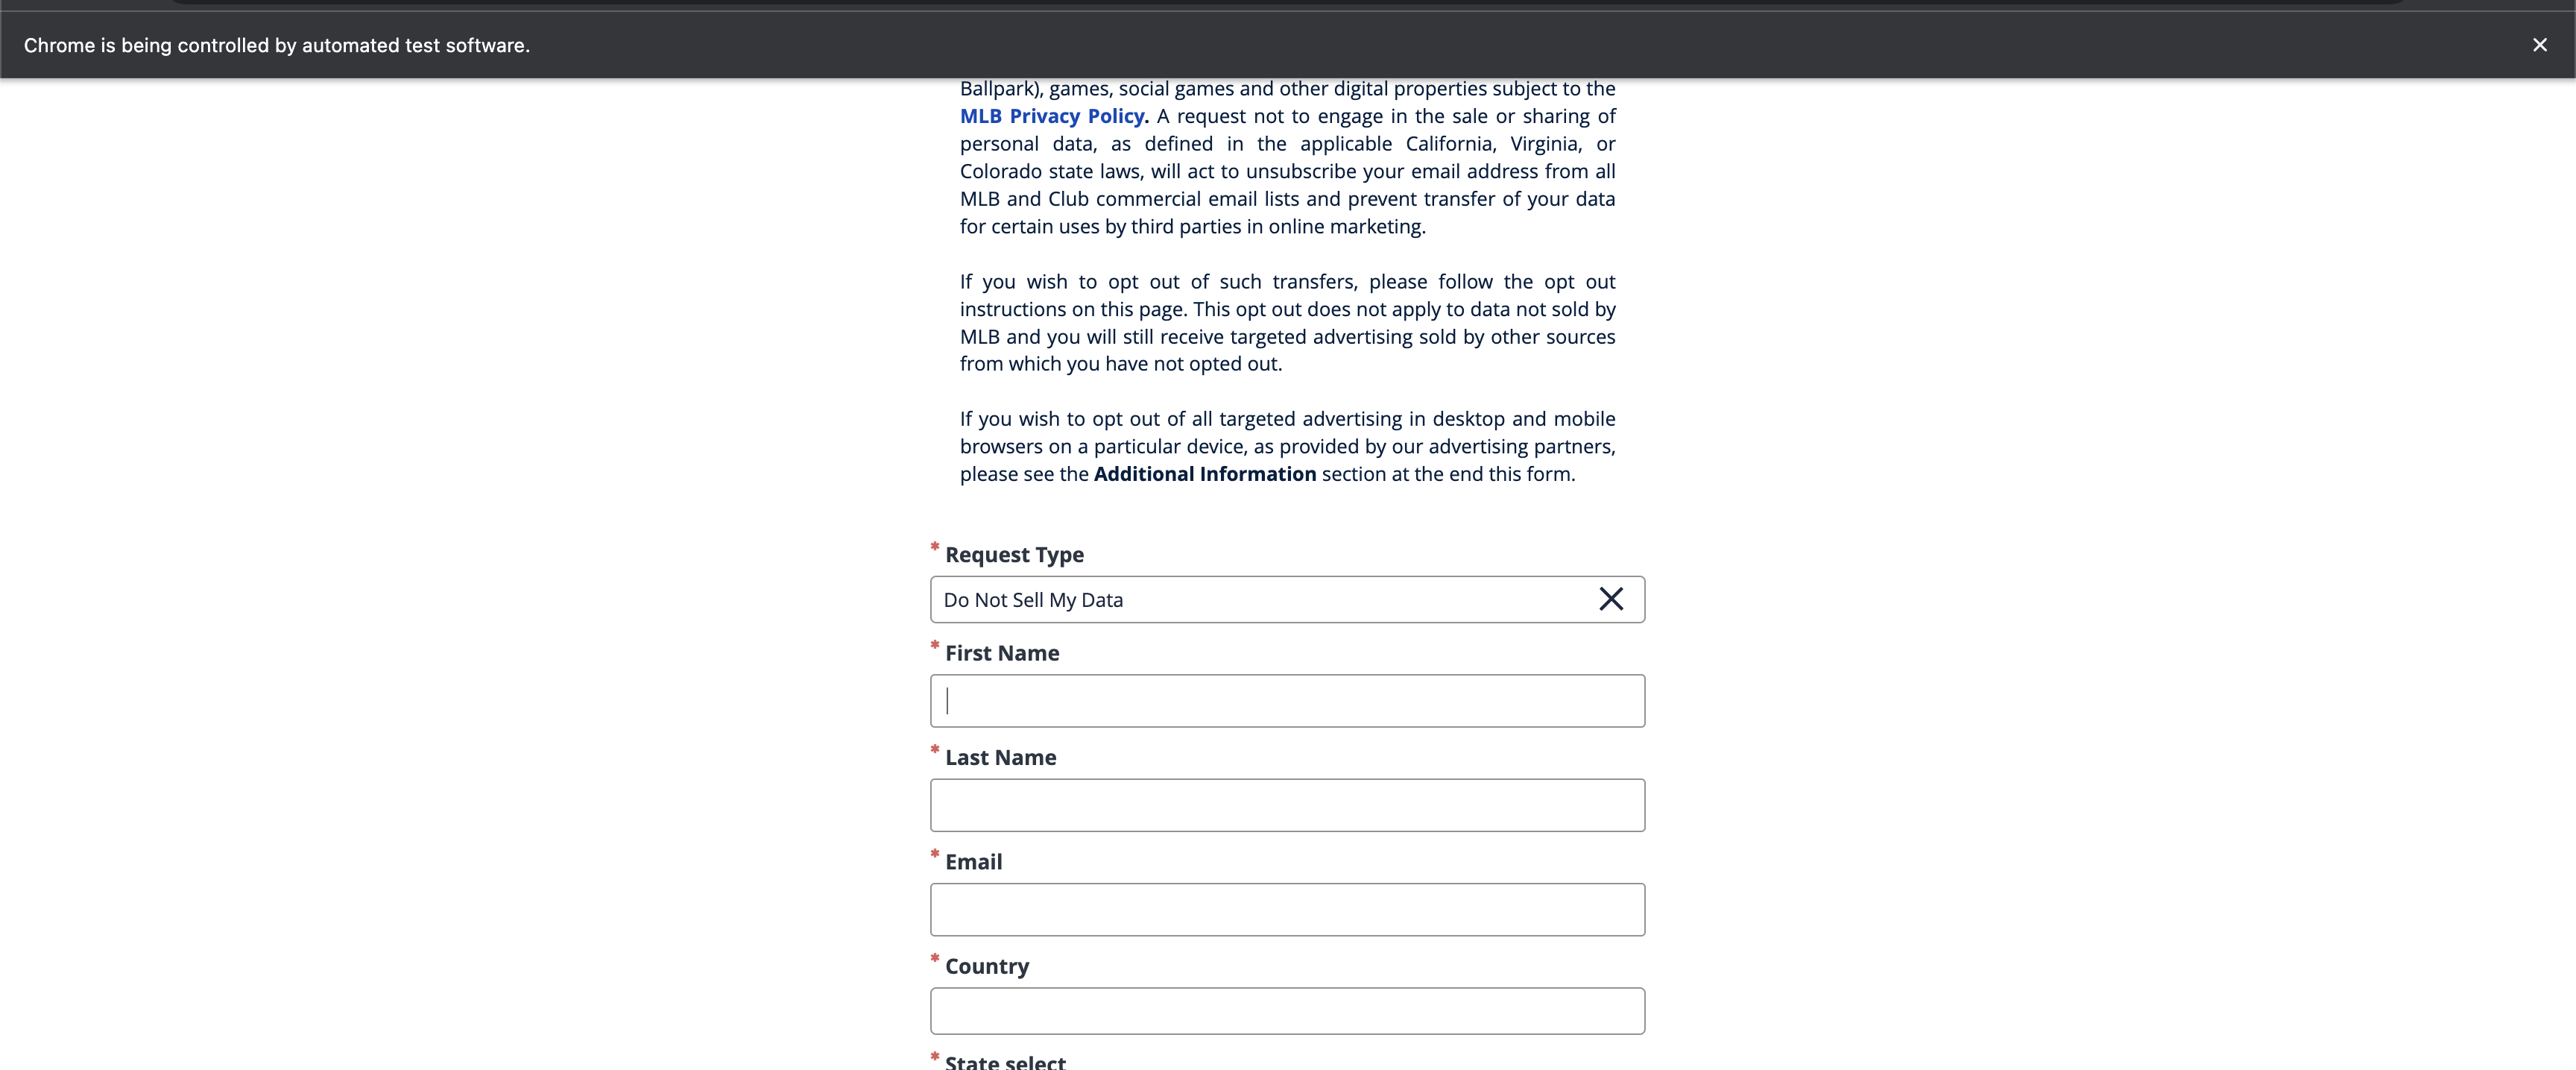 Chrome is being controlled by automated test software.
Ballpark), games, social games and other digital properties subject to the
MLB Privacy Policy. A request not to engage in the sale or sharing of
personal data, as defined in the applicable California, Virginia, or
Colorado state laws, will act to unsubscribe your email address from all
MLB and Club commercial email lists and prevent transfer of your data
for certain uses by third parties in online marketing.
If you wish to opt out of such transfers, please follow the opt out
instructions on this page. This opt out does not apply to data not sold by
MLB and you will still receive targeted advertising sold by other sources
from which you have not opted out.
If you wish to opt out of all targeted advertising in desktop and mobile
browsers on a particular device, as provided by our advertising partners,
please see the Additional Information section at the end this form.
* Request Type
Do Not Sell My Data
* First Name
* Last Name
* Email
* Country
* State select